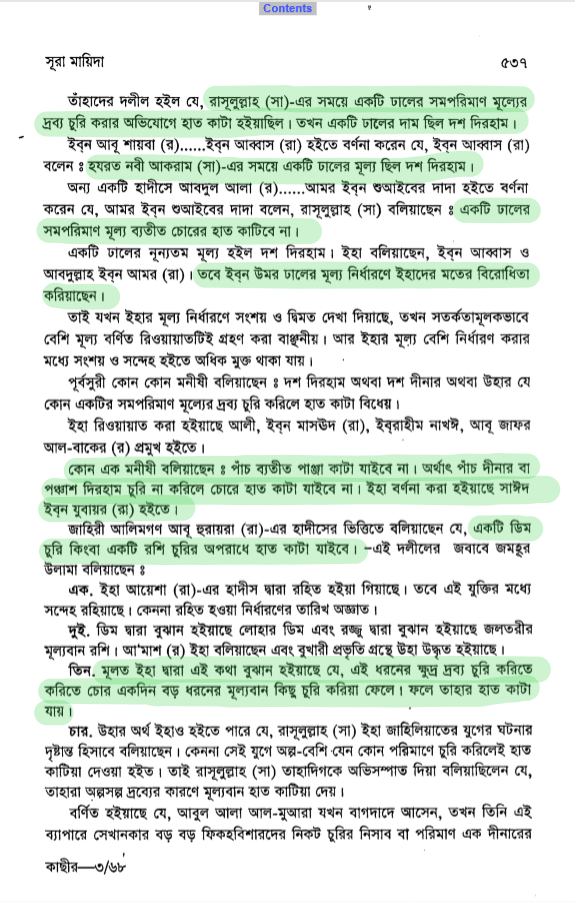 Contents
সূরা মায়িদা ৫৩৭
তাঁহাদের দলীল হইল যে, রাসূলুল্লাহ (সা)-এর সময়ে একটি ঢালের সমপরিমাণ মূল্যের
দ্রব্য চুরি করার অভিযোগে হাত কাটা হইয়াছিল। তখন একটি ঢালের দাম ছিল দশ দিরহাম।
ইব্‌ন আবূ শায়বা (র)......ইব্‌ন আব্বাস (রা) হইতে বর্ণনা করেন যে, ইব্‌ন আব্বাস (রা)
বলেন ঃ হযরত নবী আকরাম (সা)-এর সময়ে একটি ঢালের মূল্য ছিল দশ দিরহাম।
অন্য একটি হাদীসে আবদুল আলা (র)......আমর ইব্‌ন শুআইবের দাদা হইতে বর্ণনা
করেন যে, আমর ইব্‌ন শুআইবের দাদা বলেন, রাসূলুল্লাহ (সা) বলিয়াছেন ঃ একটি ঢালের
সমপরিমাণ মূল্য ব্যতীত চোরের হাত কাটিবে না।
একটি ঢালের নূন্যতম মূল্য হইল দশ দিরহাম। ইহা বলিয়াছেন, ইব্‌ন আব্বাস ও
আবদুল্লাহ ইব্‌ন আমর (রা)। তবে ইব্‌ন উমর ঢালের মূল্য নির্ধারণে ইহাদের মতের বিরোধিতা
করিয়াছেন।
তাই যখন ইহার মূল্য নির্ধারণে সংশয় ও দ্বিমত দেখা দিয়াছে, তখন সতর্কতামূলকভাবে
বেশি মূল্য বর্ণিত রিওয়ায়াতটিই গ্রহণ করা বাঞ্ছনীয়। আর ইহার মূল্য বেশি নির্ধারণ করার
মধ্যে সংশয় ও সন্দেহ হইতে অধিক মুক্ত থাকা যায়।
পূর্বসুরী কোন কোন মনীষী বলিয়াছেন ঃ দশ দিরহাম অথবা দশ দীনার অথবা উহার যে
কোন একটির সমপরিমাণ মূল্যের দ্রব্য চুরি করিলে হাত কাটা বিধেয়।
ইহা রিওয়ায়াত করা হইয়াছে আলী, ইব্‌ন মাসউদ (রা), ইব্‌রাহীম নাখঈ, আবূ জাফর
আল-বাকের (র) প্রমুখ হইতে।
কোন এক মনীষী বলিয়াছেন ঃ পাঁচ ব্যতীত পাঞ্জা কাটা যাইবে না। অর্থাৎ পাঁচ দীনার বা
পঞ্চাশ দিরহাম চুরি না করিলে চোরে হাত কাটা যাইবে না। ইহা বর্ণনা করা হইয়াছে সাঈদ
ইব্‌ন যুবায়র (রা) হইতে।
জাহিরী আলিমগণ আবূ হুরায়রা (রা)-এর হাদীসের ভিত্তিতে বলিয়াছেন যে, একটি ডিম
চুরি কিংবা একটি রশি চুরির অপরাধে হাত কাটা যাইবে। –এই দলীলের জবাবে জমহূর
উলামা বলিয়াছেন ঃ
এক. ইহা আয়েশা (রা)-এর হাদীস দ্বারা রহিত হইয়া গিয়াছে। তবে এই যুক্তির মধ্যে
সন্দেহ রহিয়াছে। কেননা রহিত হওয়া নির্ধারণের তারিখ অজ্ঞাত।
দুই. ডিম দ্বারা বুঝান হইয়াছে লোহার ডিম এবং রজ্জু দ্বারা বুঝান হইয়াছে জলতরীর
মূল্যবান রশি। আ'মাশ (র) ইহা বলিয়াছেন এবং বুখারী প্রভৃতি গ্রন্থে উহা উদ্ধৃত হইয়াছে।
তিন. মূলত ইহা দ্বারা এই কথা বুঝান হইয়াছে যে, এই ধরনের ক্ষুদ্র দ্রব্য চুরি করিতে
করিতে চোর একদিন বড় ধরনের মূল্যবান কিছু চুরি করিয়া ফেলে। ফলে তাহার হাত কাটা
যায়।
চার. উহার অর্থ ইহাও হইতে পারে যে, রাসূলুল্লাহ (সা) ইহা জাহিলিয়াতের যুগের ঘটনার
দৃষ্টান্ত হিসাবে বলিয়াছেন। কেননা সেই যুগে অল্প-বেশি যেন কোন পরিমাণে চুরি করিলেই হাত
কাটিয়া দেওয়া হইত। তাই রাসূলুল্লাহ (সা) তাহাদিগকে অভিসম্পাত দিয়া বলিয়াছিলেন যে,
তাহারা অল্পসল্প দ্রব্যের কারণে মূল্যবান হাত কাটিয়া দেয়।
বর্ণিত হইয়াছে যে, আবুল আলা আল-মুআরা যখন বাগদাদে আসেন, তখন তিনি এই
ব্যাপারে সেখানকার বড় বড় ফিকহবিশারদের নিকট চুরির নিসাব বা পরিমাণ এক দীনারের
কাছীর—৩/৬৮